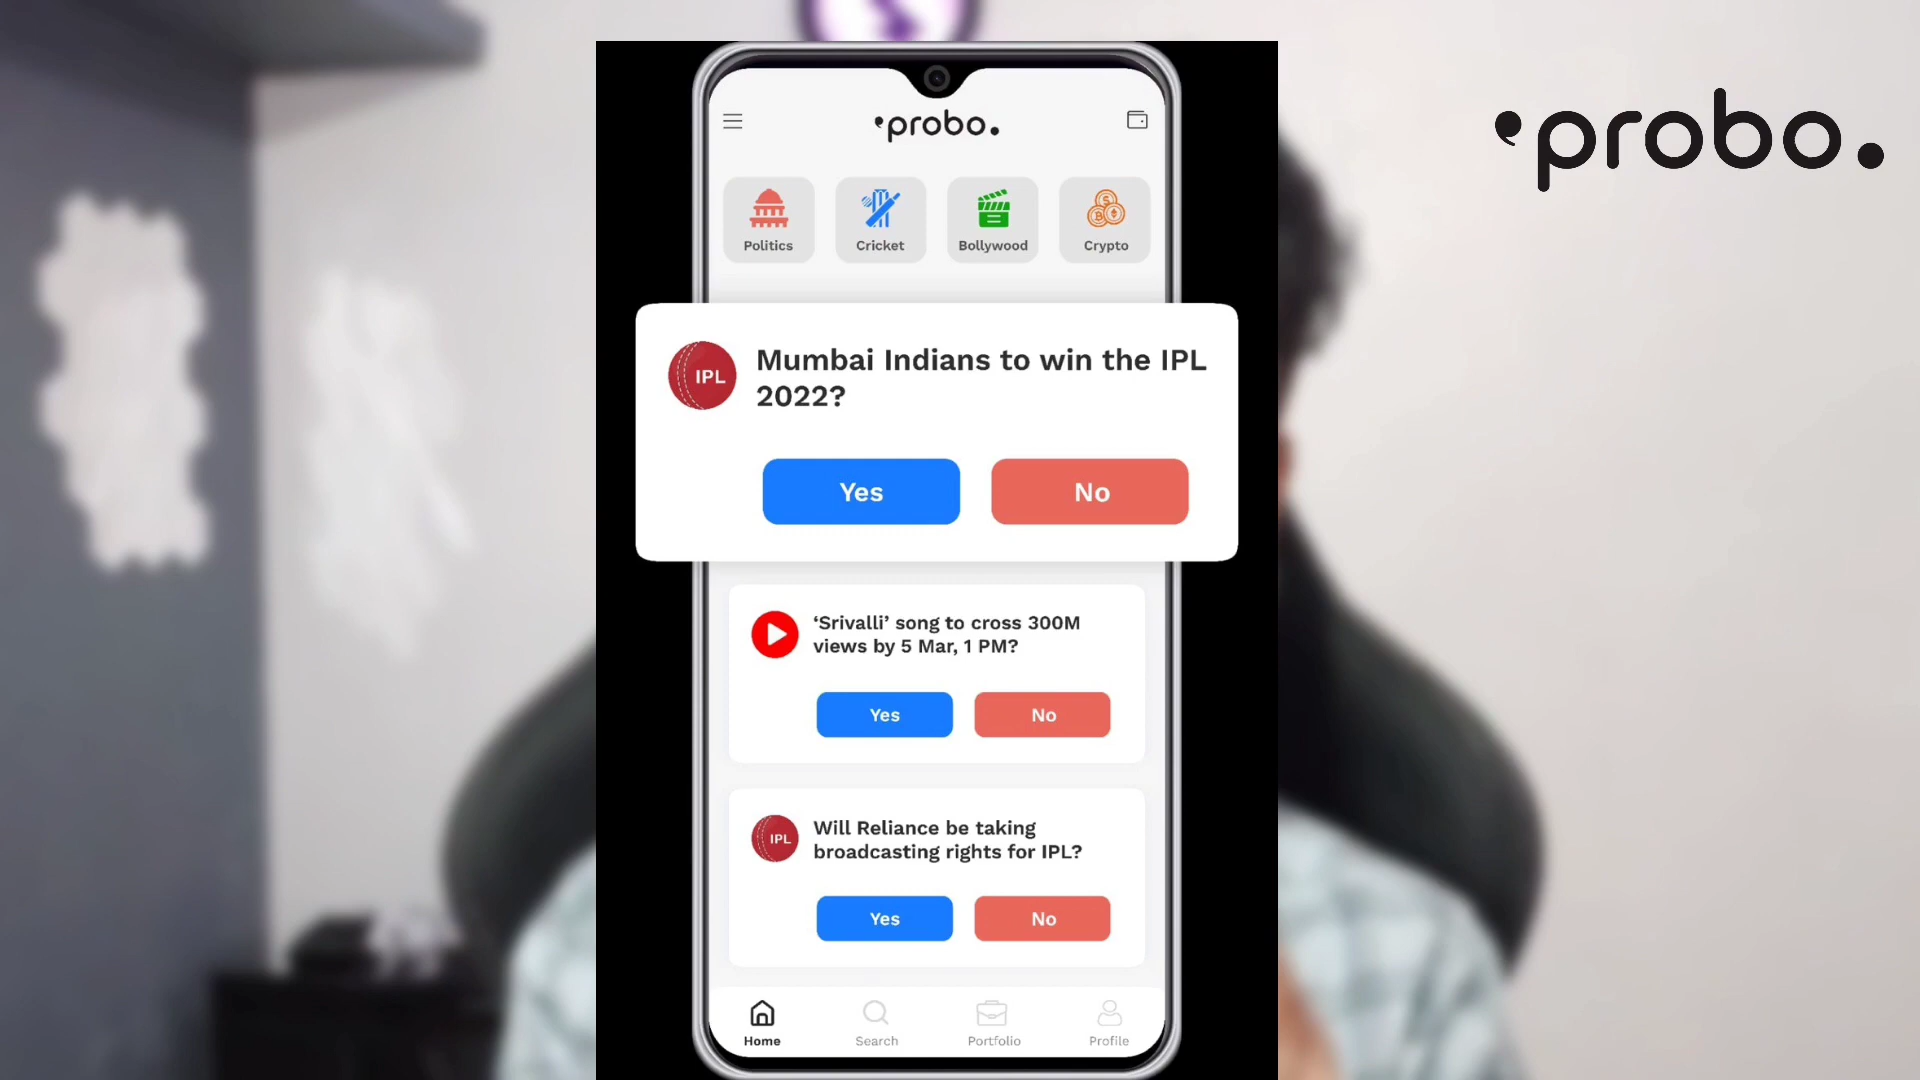 probo.
probo.
Politics
Cricket
Bollywood
Crypto
IPL
Mumbai Indians to win the IPL
2022?
Yes
No
‘Srivalli’ song to cross 300M
views by 5 Mar, 1 PM?
Yes
No
IPL
Will Reliance be taking
broadcasting rights for IPL?
Yes
No
Home
Search
Portfolio
Profile